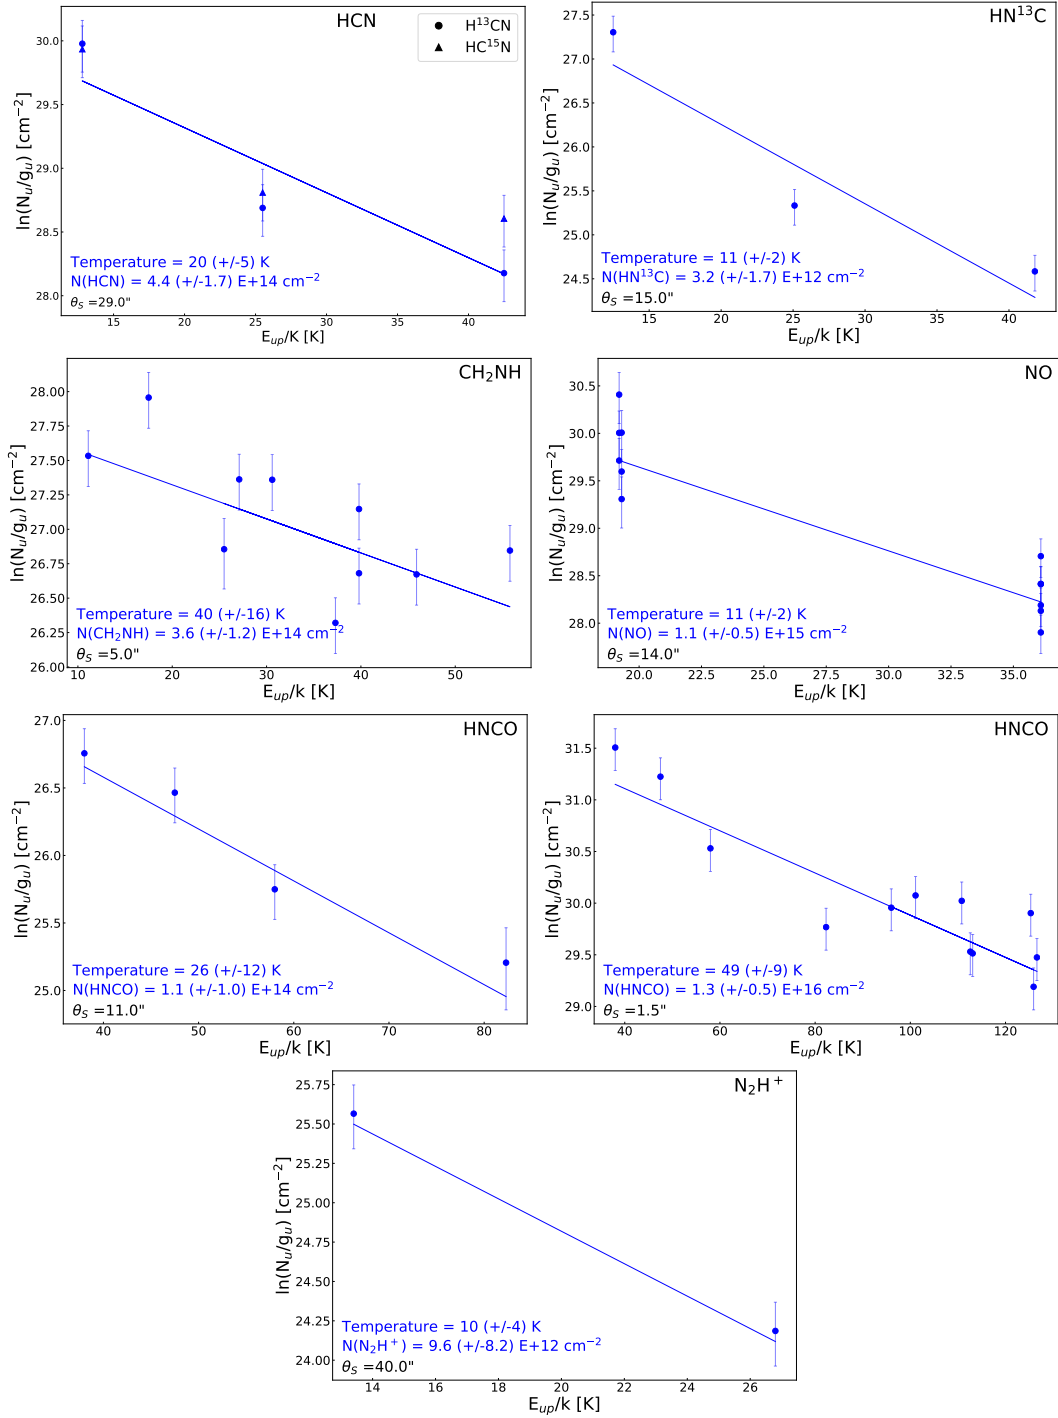 HCN
H¹³CN
HC¹⁵N
30.0
29.5
29.0
28.5
28.0
ln(N_u/g_u) [cm⁻²]
Temperature = 20 (+/-5) K
N(HCN) = 4.4 (+/-1.7) E+14 cm⁻²
θ_S =29.0"
15 20 25 30 35 40
E_up/K [K]
HN¹³C
27.5
27.0
26.5
26.0
25.5
25.0
24.5
ln(N_u/g_u) [cm⁻²]
Temperature = 11 (+/-2) K
N(HN¹³C) = 3.2 (+/-1.7) E+12 cm⁻²
θ_S =15.0"
15 20 25 30 35 40
E_up/k [K]
CH₂NH
28.00
27.75
27.50
27.25
27.00
26.75
26.50
26.25
26.00
ln(N_u/g_u) [cm⁻²]
Temperature = 40 (+/-16) K
N(CH₂NH) = 3.6 (+/-1.2) E+14 cm⁻²
θ_S =5.0"
10 20 30 40 50
E_up/k [K]
NO
30.5
30.0
29.5
29.0
28.5
28.0
ln(N_u/g_u) [cm⁻²]
Temperature = 11 (+/-2) K
N(NO) = 1.1 (+/-0.5) E+15 cm⁻²
θ_S =14.0"
20.0 22.5 25.0 27.5 30.0 32.5 35.0
E_up/k [K]
HNCO
27.0
26.5
26.0
25.5
25.0
ln(N_u/g_u) [cm⁻²]
Temperature = 26 (+/-12) K
N(HNCO) = 1.1 (+/-1.0) E+14 cm⁻²
θ_S =11.0"
40 50 60 70 80
E_up/k [K]
HNCO
31.5
31.0
30.5
30.0
29.5
29.0
ln(N_u/g_u) [cm⁻²]
Temperature = 49 (+/-9) K
N(HNCO) = 1.3 (+/-0.5) E+16 cm⁻²
θ_S =1.5"
40 60 80 100 120
E_up/k [K]
N₂H⁺
25.75
25.50
25.25
25.00
24.75
24.50
24.25
24.00
ln(N_u/g_u) [cm⁻²]
Temperature = 10 (+/-4) K
N(N₂H⁺) = 9.6 (+/-8.2) E+12 cm⁻²
θ_S =40.0"
14 16 18 20 22 24 26
E_up/k [K]